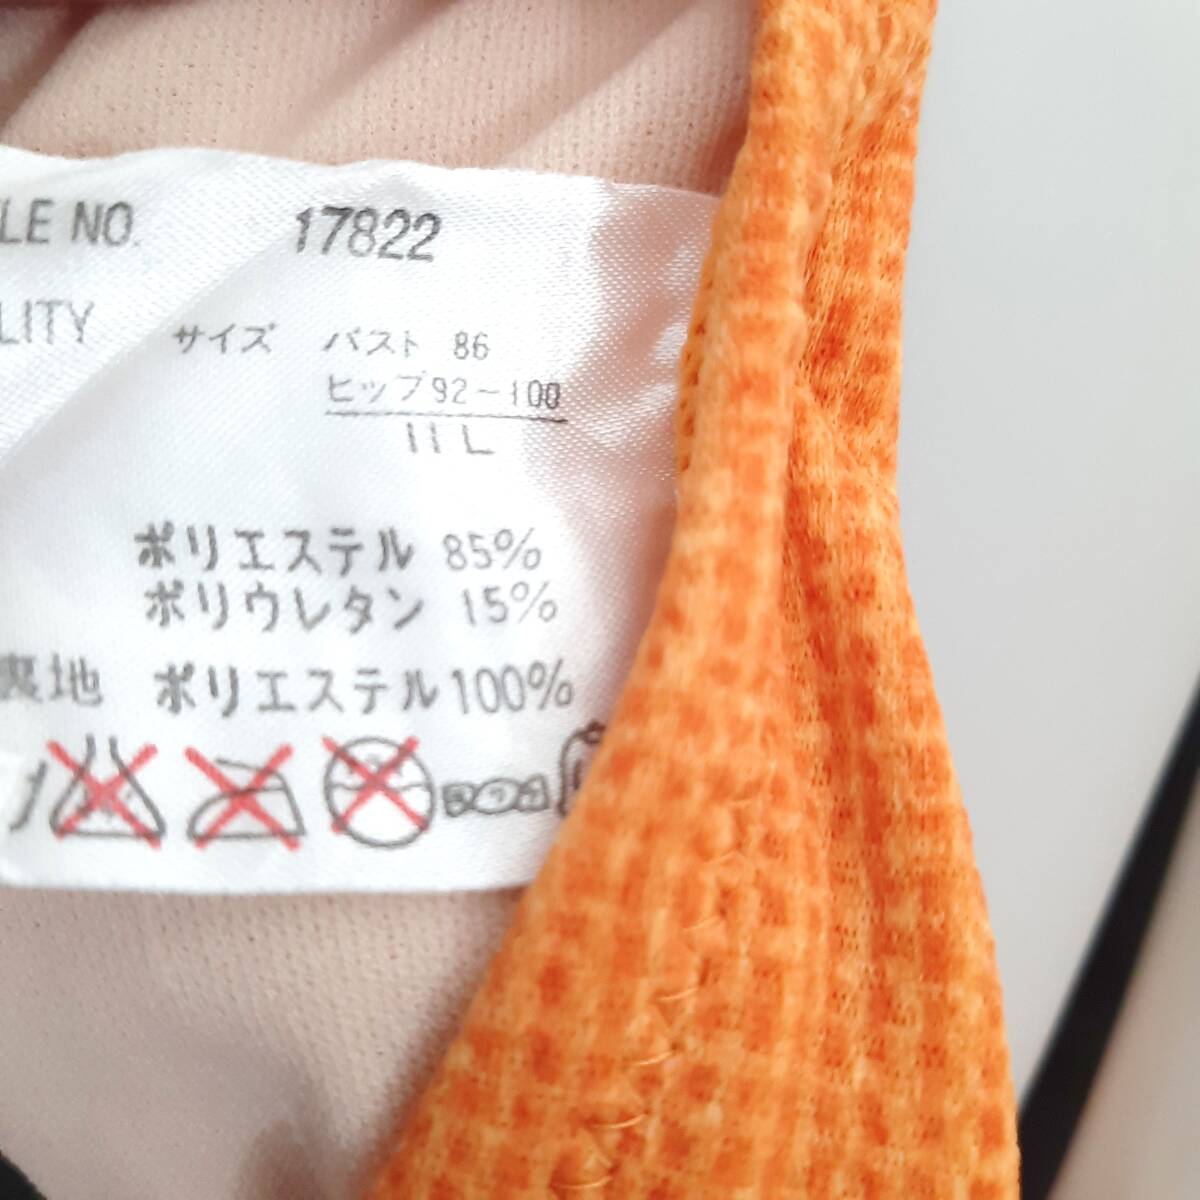 LE NO. 17822
LITY サイズ バスト 86
ヒップ92~100
11L
ポリエステル 85%
ポリウレタン 15%
裏地 ポリエステル100%